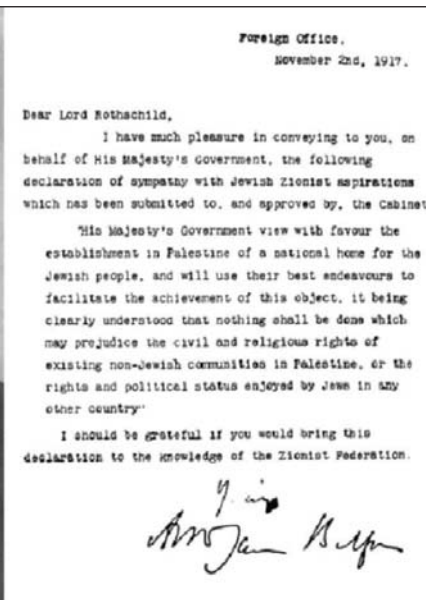 Foreign Office,
November 2nd, 1917.
Dear Lord Rothschild,
I have much pleasure in conveying to you, on
behalf of His Majesty's Government, the following
declaration of sympathy with Jewish Zionist aspirations
which has been submitted to, and approved by, the Cabinet
"His Majesty's Government view with favour the
establishment in Palestine of a national home for the
Jewish people, and will use their best endeavours to
facilitate the achievement of this object, it being
clearly understood that nothing shall be done which
may prejudice the civil and religious rights of
existing non-Jewish communities in Palestine, or the
rights and political status enjoyed by Jews in any
other country"
I should be grateful if you would bring this
declaration to the knowledge of the Zionist Federation.